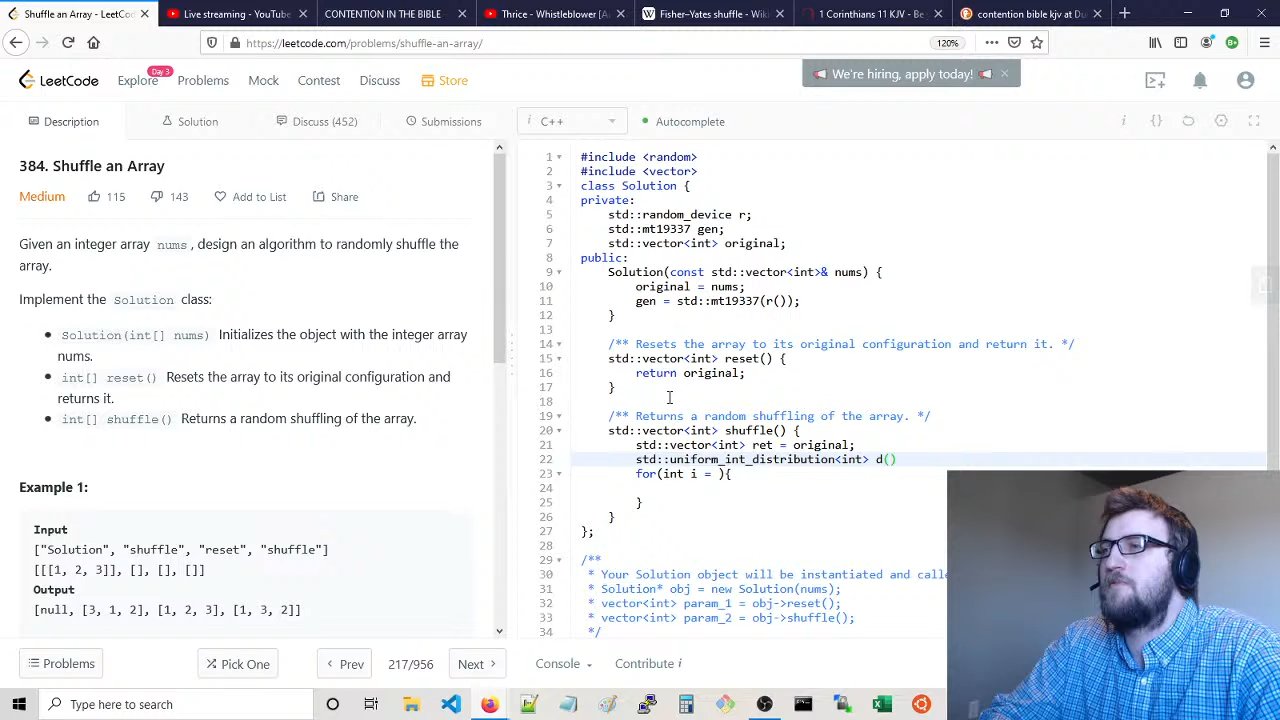 Shuffle an Array - LeetC
Live streaming - YouTube
CONTENTION IN THE BIBLE
Thrice - Whistleblower [A
Fisher–Yates shuffle - Wiki
1 Corinthians 11 KJV - Be
contention bible kjv at Du
https://leetcode.com/problems/shuffle-an-array/
120%
LeetCode
Explore
Day 3
Problems
Mock
Contest
Discuss
Store
We're hiring, apply today!
Description
Solution
Discuss (452)
Submissions
C++
Autocomplete
384. Shuffle an Array
Medium
115
143
Add to List
Share
Given an integer array nums, design an algorithm to randomly shuffle the
array.
Implement the Solution class:
Solution(int[] nums) Initializes the object with the integer array
nums.
int[] reset() Resets the array to its original configuration and
returns it.
int[] shuffle() Returns a random shuffling of the array.
Example 1:
Input
["Solution", "shuffle", "reset", "shuffle"]
[[[1, 2, 3]], [], [], []]
Output
[null, [3, 1, 2], [1, 2, 3], [1, 3, 2]]
1 #include <random>
2 #include <vector>
3 class Solution {
4 private:
5 std::random_device r;
6 std::mt19337 gen;
7 std::vector<int> original;
8 public:
9 Solution(const std::vector<int>& nums) {
10 original = nums;
11 gen = std::mt19337(r());
12 }
13
14 /** Resets the array to its original configuration and return it. */
15 std::vector<int> reset() {
16 return original;
17 }
18
19 /** Returns a random shuffling of the array. */
20 std::vector<int> shuffle() {
21 std::vector<int> ret = original;
22 std::uniform_int_distribution<int> d()
23 for(int i = ){
24
25 }
26 }
27 };
28
29 /**
30 * Your Solution object will be instantiated and calle
31 * Solution* obj = new Solution(nums);
32 * vector<int> param_1 = obj->reset();
33 * vector<int> param_2 = obj->shuffle();
34 */
Problems
Pick One
Prev
217/956
Next
Console
Contribute
Type here to search